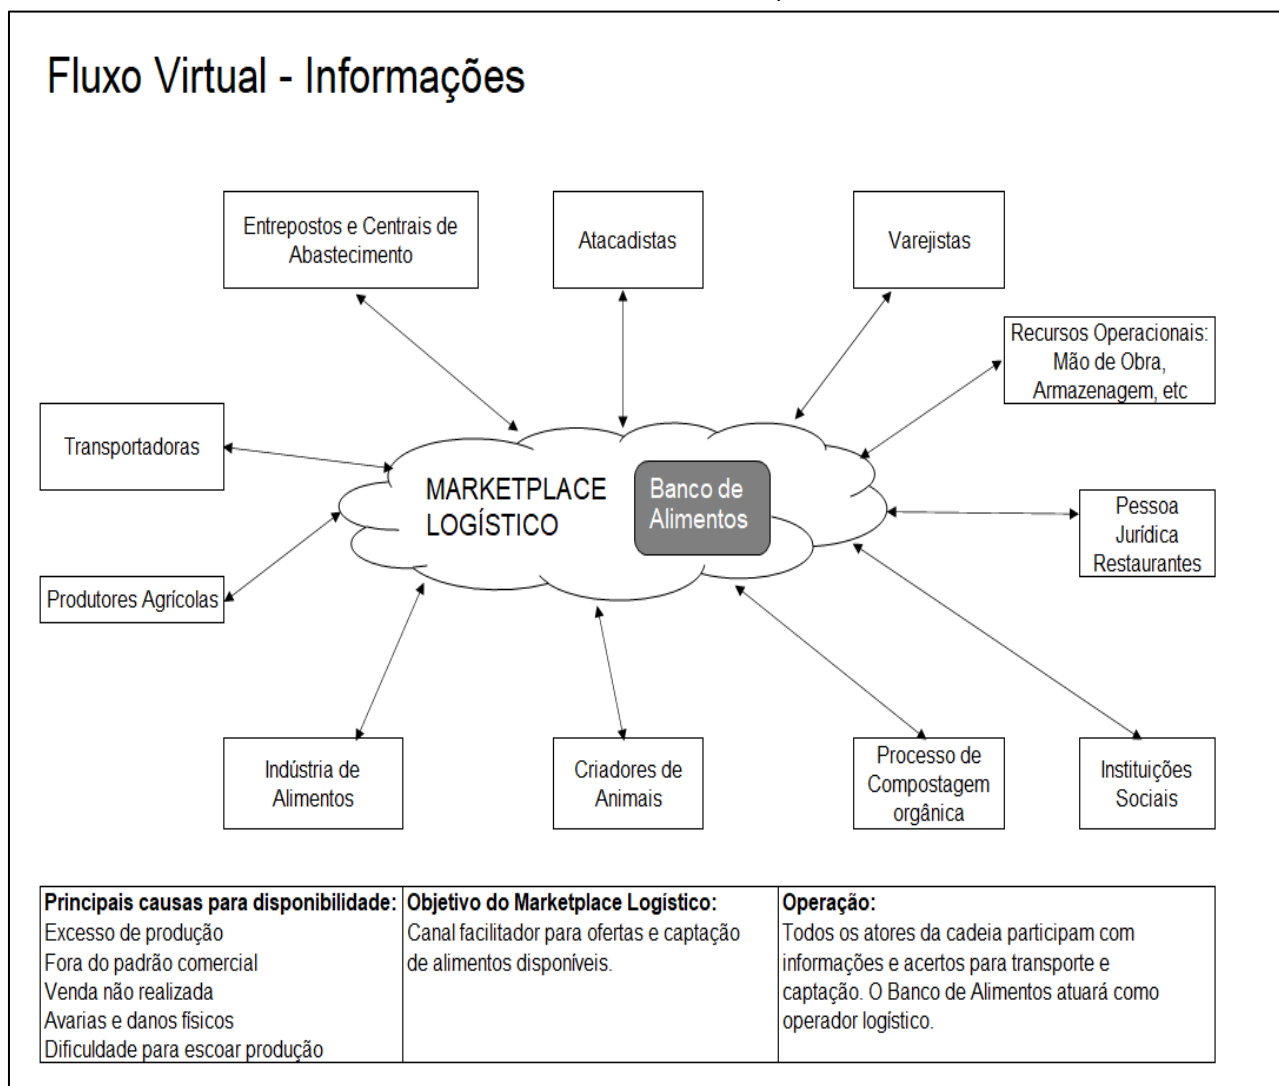 Fluxo Virtual - Informações
Entrepostos e Centrais de
Abastecimento
Atacadistas
Varejistas
Recursos Operacionais:
Mão de Obra,
Armazenagem, etc
Transportadoras
MARKETPLACE
LOGÍSTICO
Banco de
Alimentos
Pessoa
Jurídica
Restaurantes
Produtores Agrícolas
Indústria de
Alimentos
Criadores de
Animais
Processo de
Compostagem
orgânica
Instituições
Sociais
Principais causas para disponibilidade:
Excesso de produção
Fora do padrão comercial
Venda não realizada
Avarias e danos físicos
Dificuldade para escoar produção
Objetivo do Marketplace Logístico:
Canal facilitador para ofertas e captação
de alimentos disponíveis.
Operação:
Todos os atores da cadeia participam com
informações e acertos para transporte e
captação. O Banco de Alimentos atuará como
operador logístico.